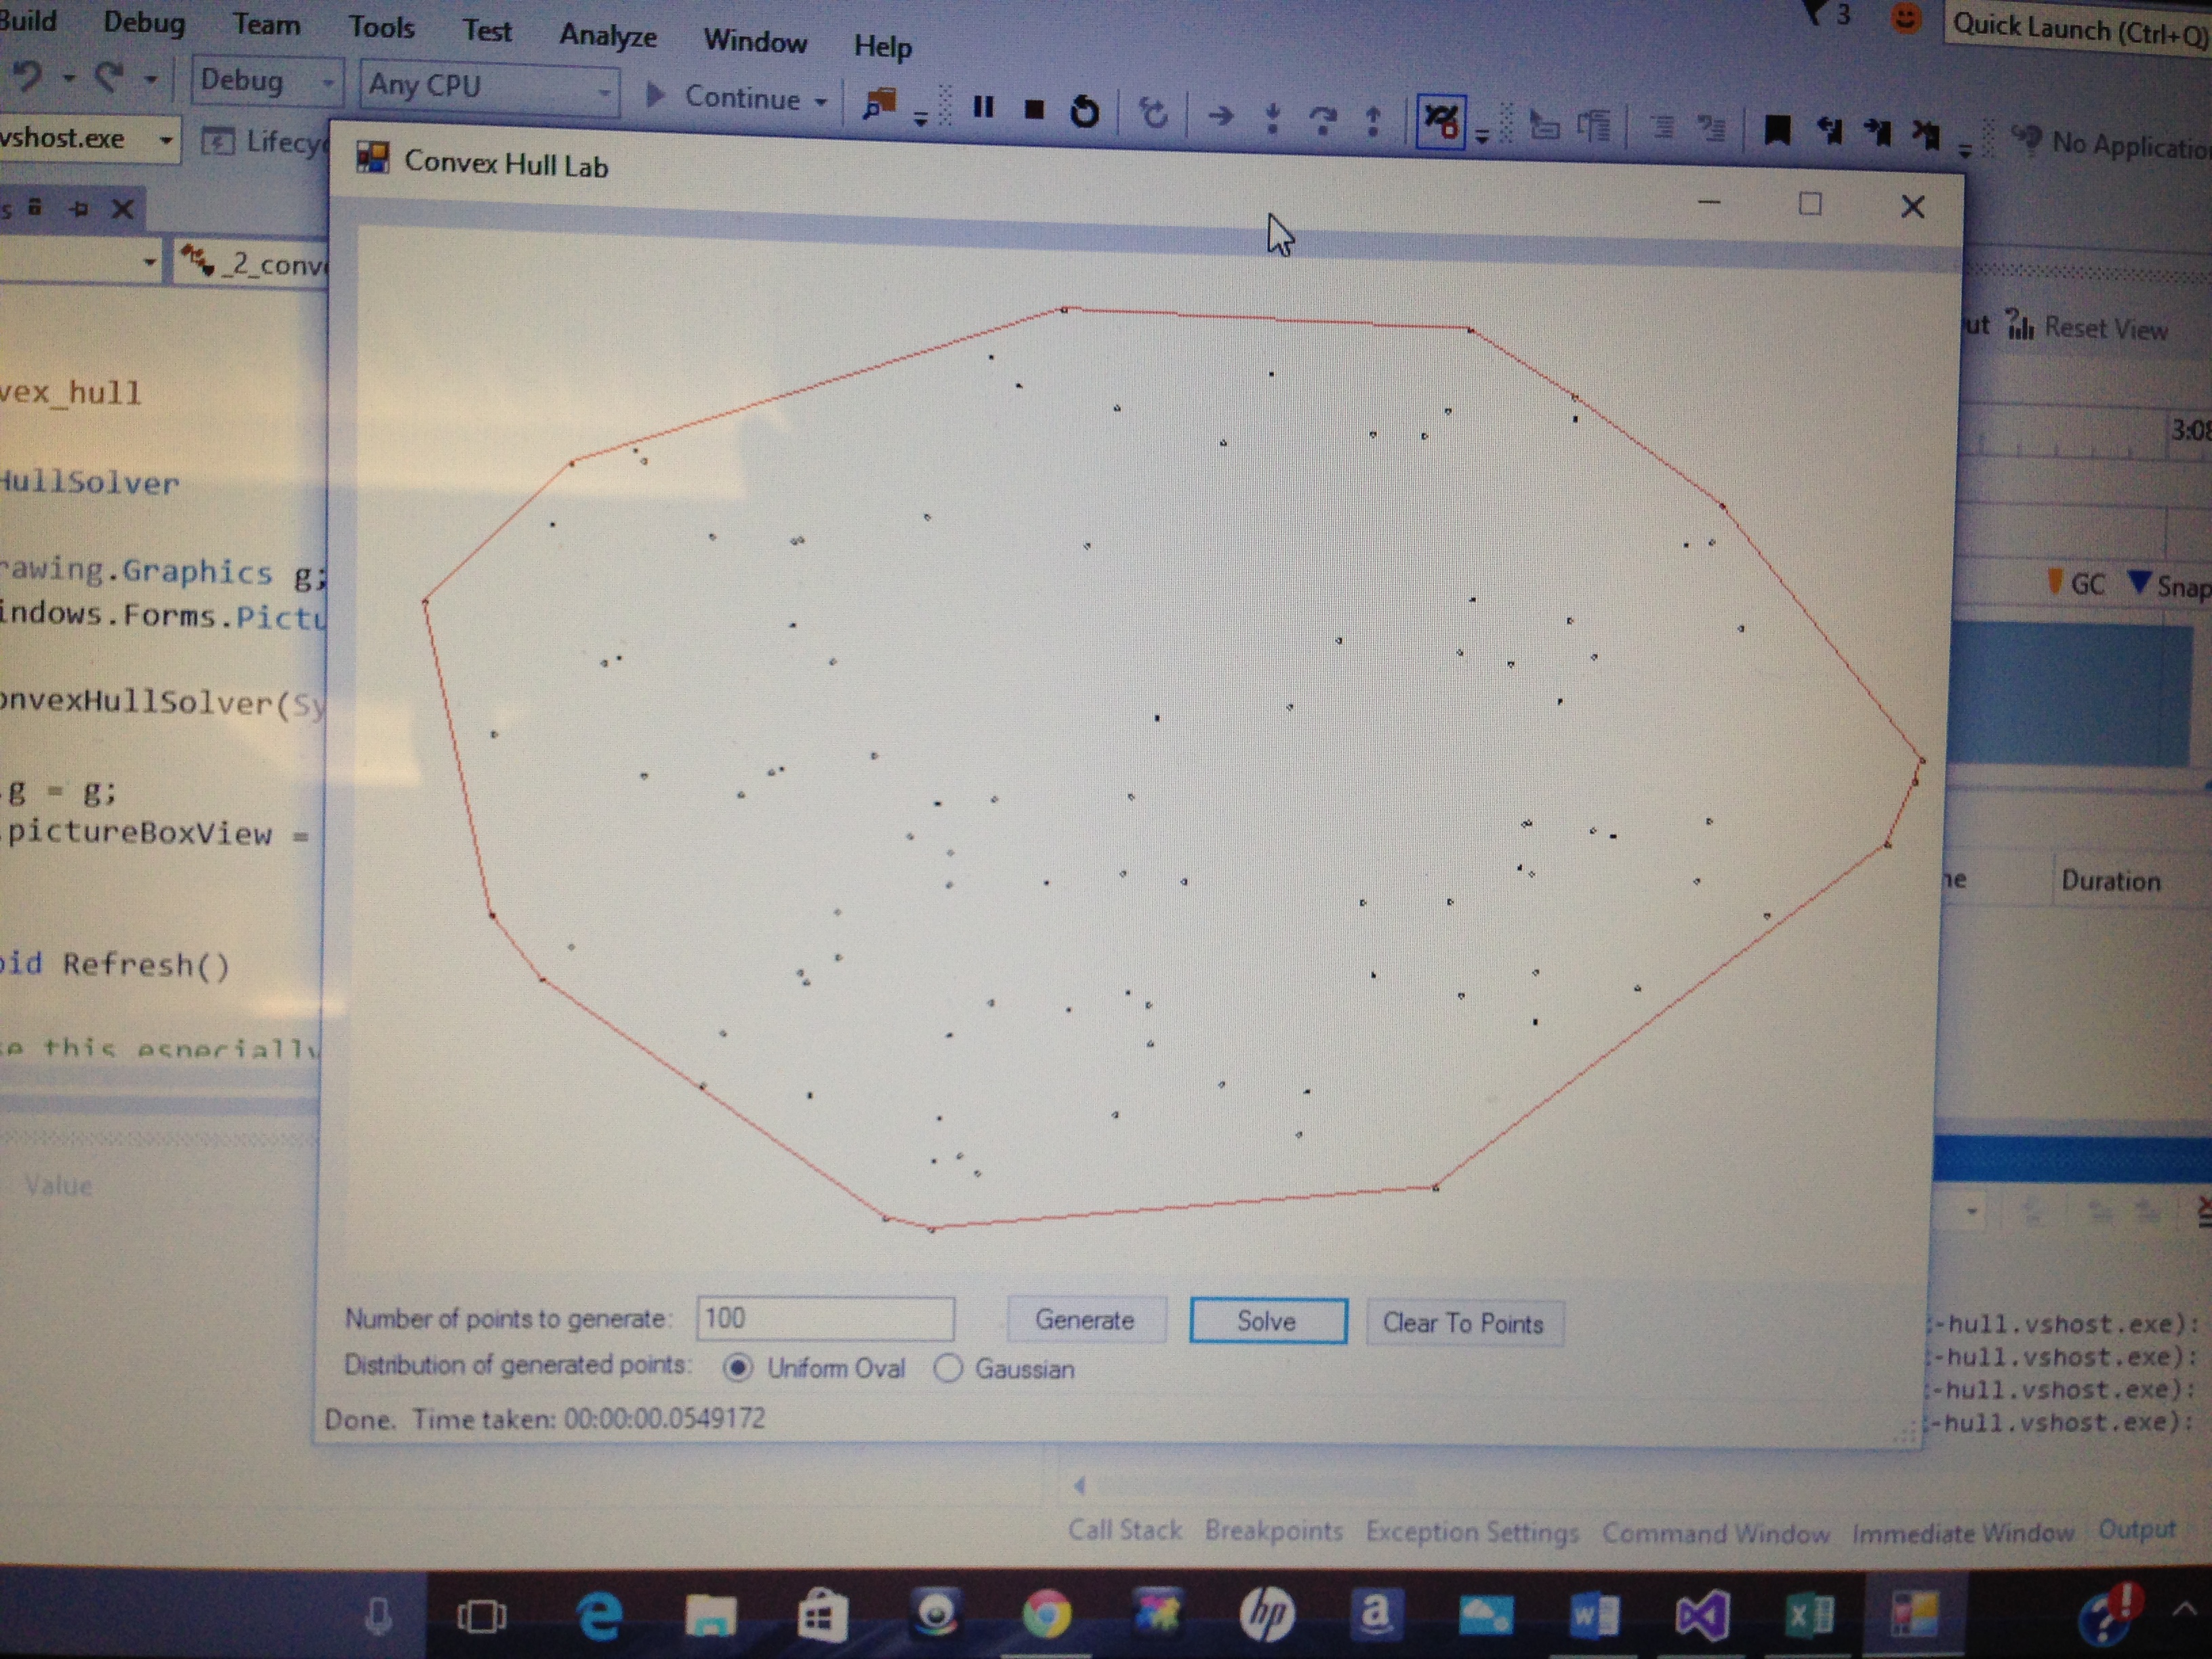 Build Debug Team Tools Test Analyze Window Help 3 Quick Launch (Ctrl+Q)
Debug Any CPU Continue
vshost.exe Lifecy No Applicatio
Convex Hull Lab
s
_2_conv
ut Reset View
vex_hull
3:08
HullSolver
rawing.Graphics g;
GC Snap
indows.Forms.Pictu
onvexHullSolver(Sy
.g = g;
.pictureBoxView =
ne Duration
oid Refresh()
e this especially
Value
Number of points to generate: 100 Generate Solve Clear To Points
Distribution of generated points: Uniform Oval Gaussian
Done. Time taken: 00:00:00.0549172
-hull.vshost.exe):
-hull.vshost.exe):
-hull.vshost.exe):
-hull.vshost.exe):
Call Stack Breakpoints Exception Settings Command Window Immediate Window Output
e hp a W X ?